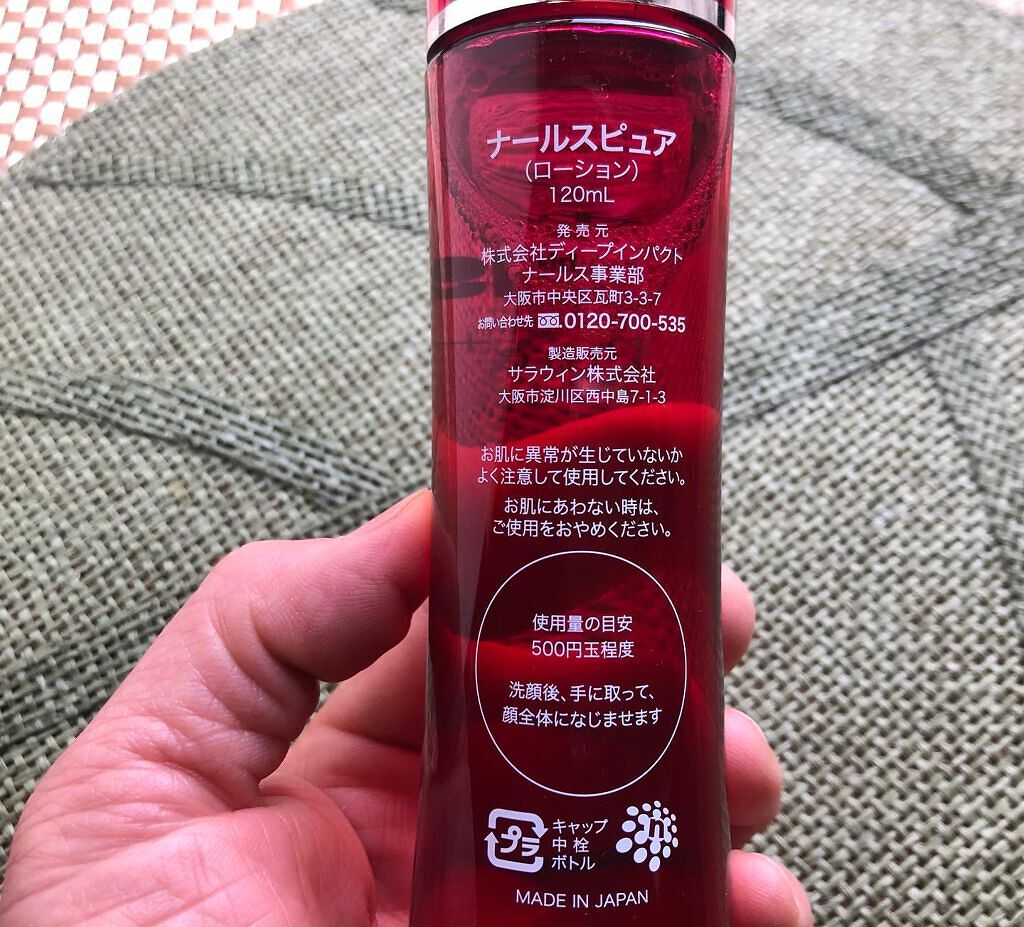 ナールスピュア
(ローション)
120mL
発売元
株式会社ディープインパクト
ナールス事業部
大阪市中央区瓦町3-3-7
お問い合わせ先 0120-700-535
製造販売元
サラウィン株式会社
大阪市淀川区西中島7-1-3
お肌に異常が生じていないか
よく注意して使用してください。
お肌にあわない時は、
ご使用をおやめください。
使用量の目安
500円玉程度
洗顔後、手に取って、
顔全体になじませます
プラ
キャップ
中栓
ボトル
n
MADE IN JAPAN